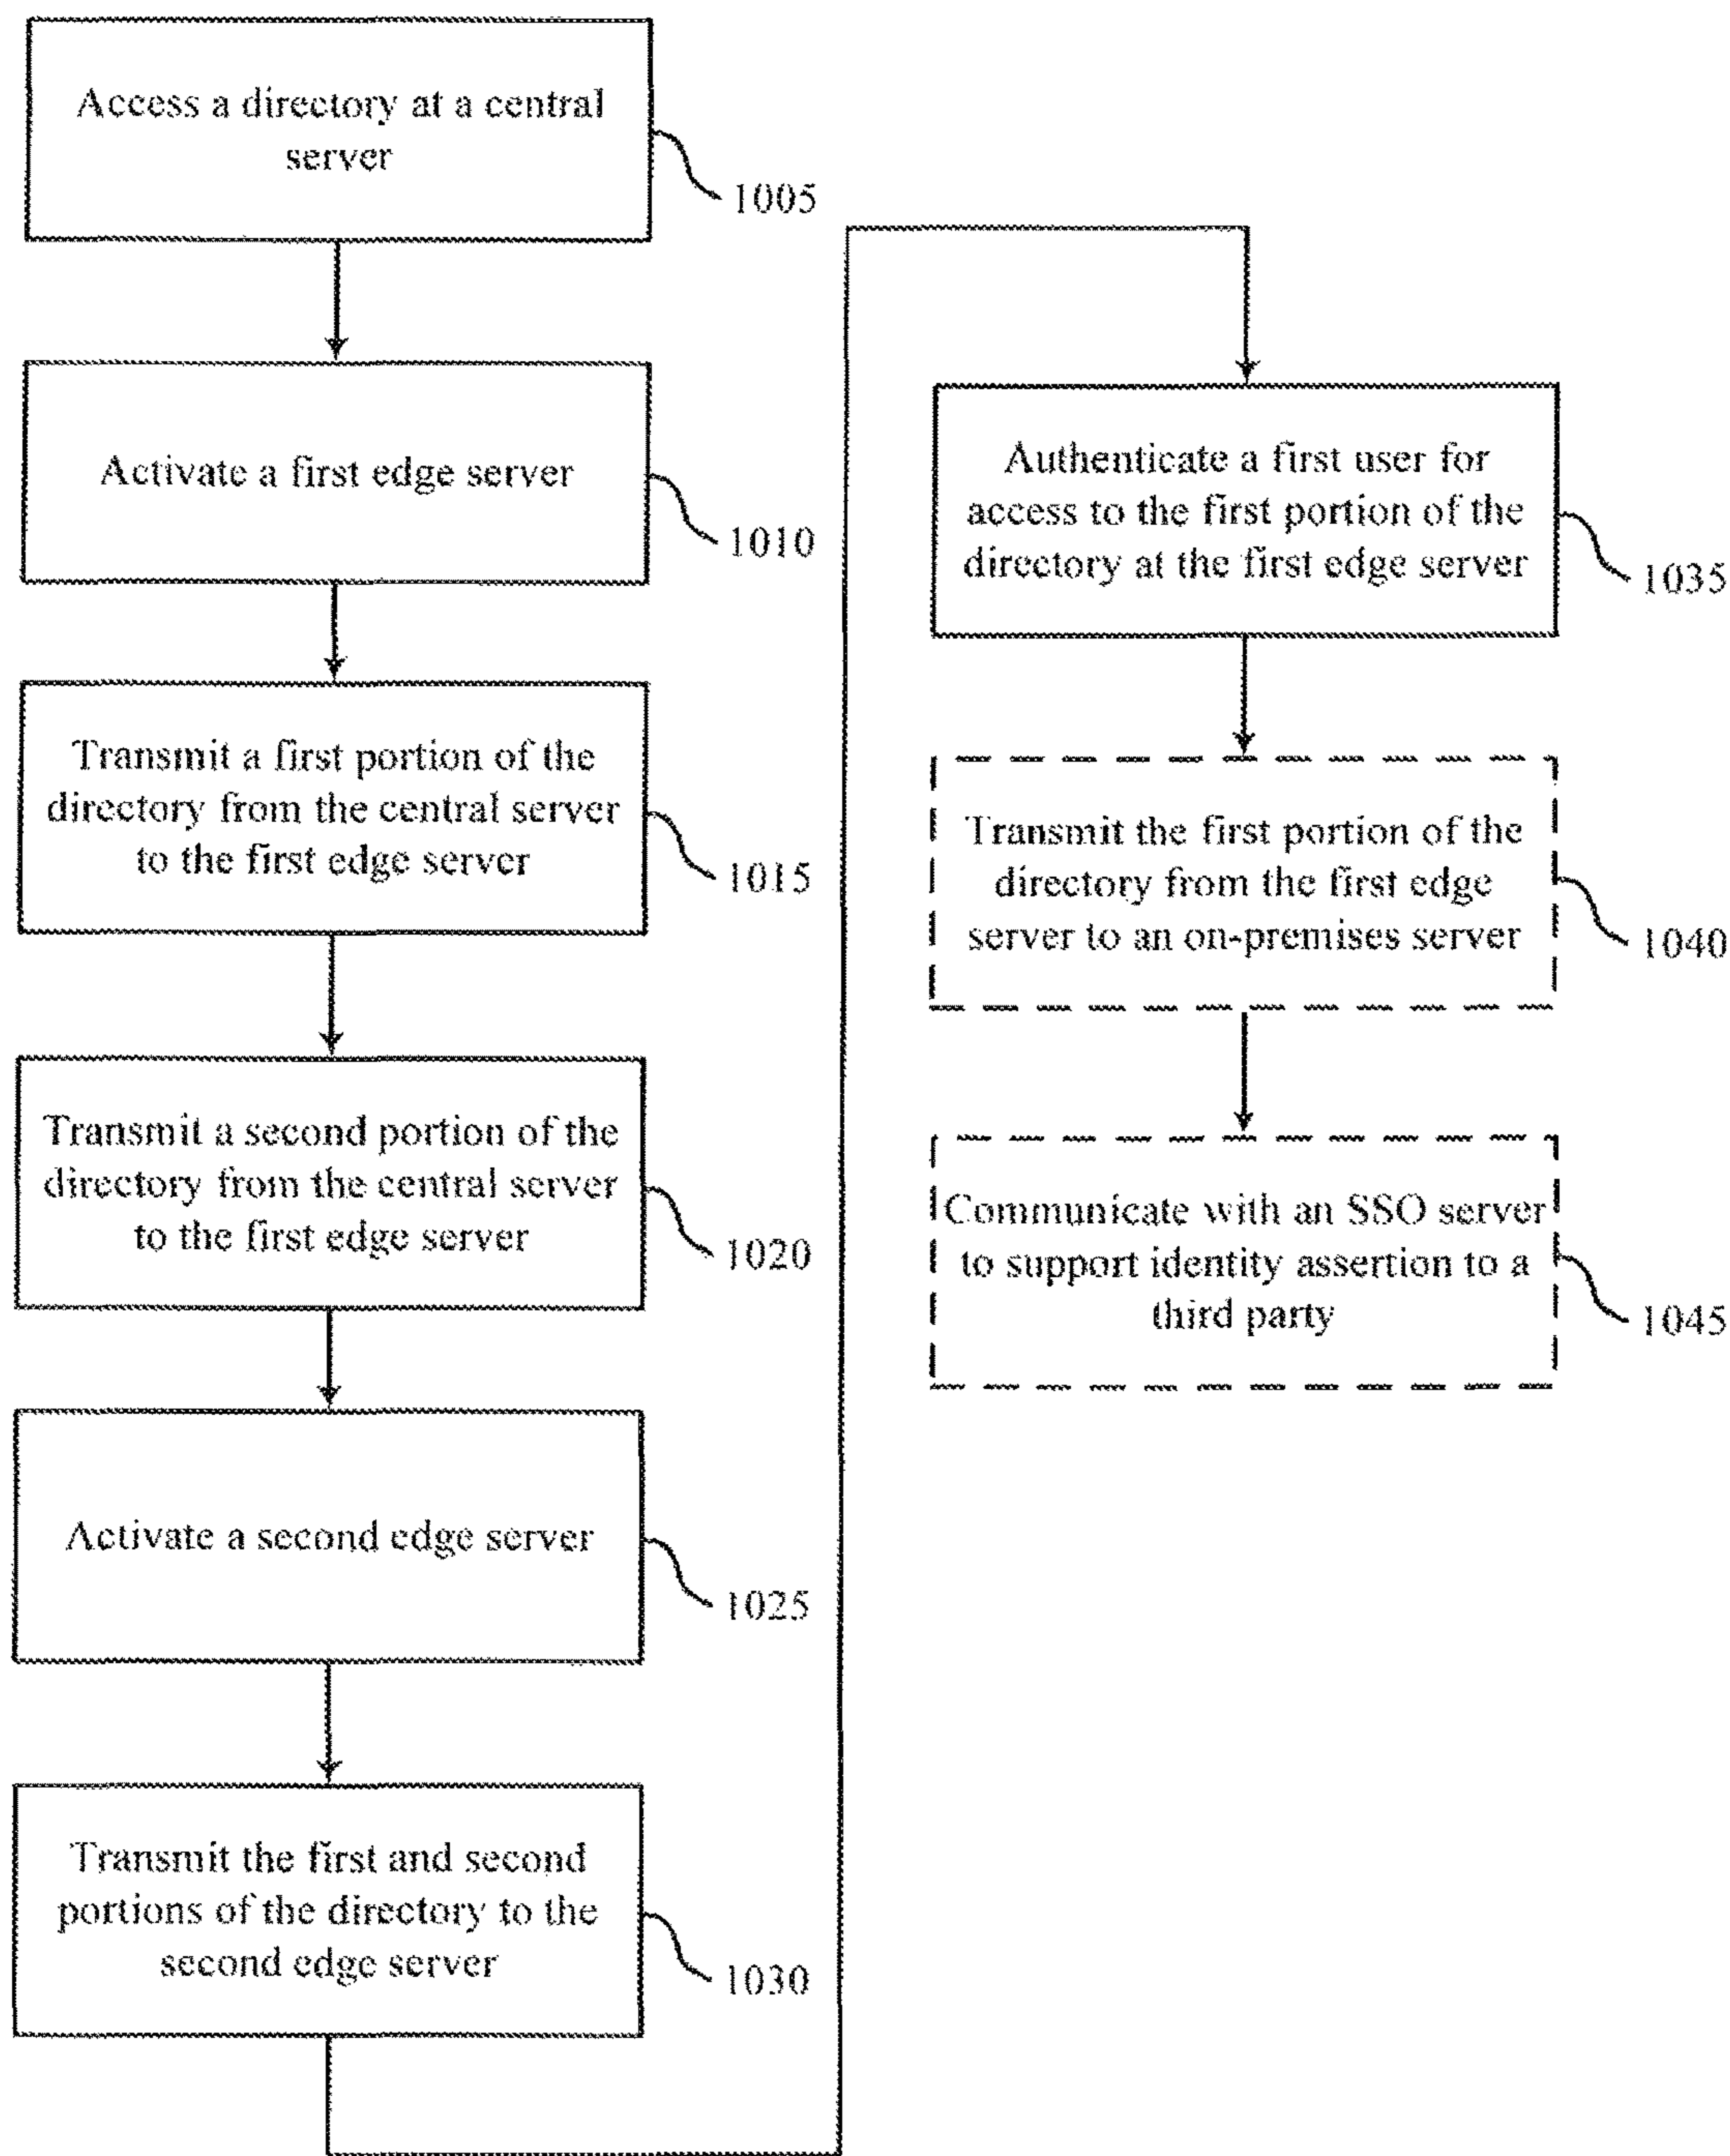 Access a directory at a central
server
1005
Activate a first edge server
1010
Transmit a first portion of the
directory from the central server
to the first edge server
1015
Transmit a second portion of the
directory from the central server
to the first edge server
1020
Activate a second edge server
1025
Transmit the first and second
portions of the directory to the
second edge server
1030
Authenticate a first user for
access to the first portion of the
directory at the first edge server
1035
Transmit the first portion of the
directory from the first edge
server to an on-premises server
1040
Communicate with an SSO server
to support identity assertion to a
third party
1045